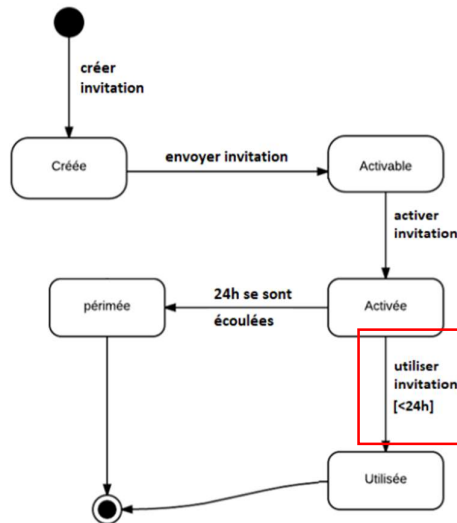 créer
invitation
Créée
envoyer invitation
Activable
activer
invitation
périmée
24h se sont
écoulées
Activée
utiliser
invitation
[<24h]
Utilisée